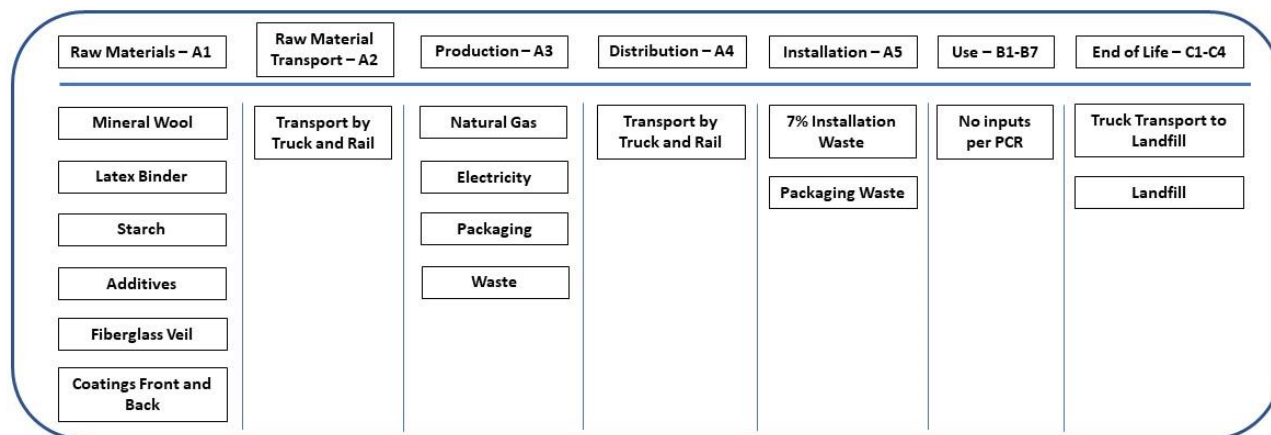 Raw Materials – A1
Raw Material
Transport – A2
Production – A3
Distribution – A4
Installation – A5
Use – B1-B7
End of Life – C1-C4
Mineral Wool
Latex Binder
Starch
Additives
Fiberglass Veil
Coatings Front and
Back
Transport by
Truck and Rail
Natural Gas
Electricity
Packaging
Waste
Transport by
Truck and Rail
7% Installation
Waste
Packaging Waste
No inputs
per PCR
Truck Transport to
Landfill
Landfill